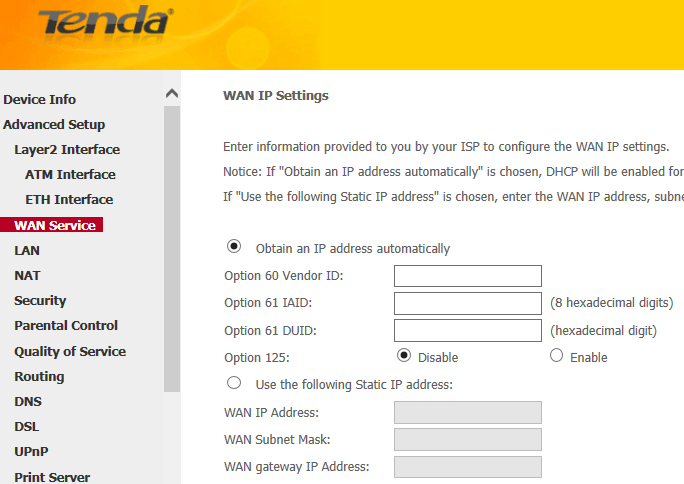 Tenda®
Device Info
Advanced Setup
Layer2 Interface
ATM Interface
ETH Interface
WAN Service
LAN
NAT
Security
Parental Control
Quality of Service
Routing
DNS
DSL
UPnP
Print Server
WAN IP Settings
Enter information provided to you by your ISP to configure the WAN IP settings.
Notice: If "Obtain an IP address automatically" is chosen, DHCP will be enabled for
If "Use the following Static IP address" is chosen, enter the WAN IP address, subne
Obtain an IP address automatically
Option 60 Vendor ID:
Option 61 IAID: (8 hexadecimal digits)
Option 61 DUID: (hexadecimal digit)
Option 125: Disable Enable
Use the following Static IP address:
WAN IP Address:
WAN Subnet Mask:
WAN gateway IP Address: